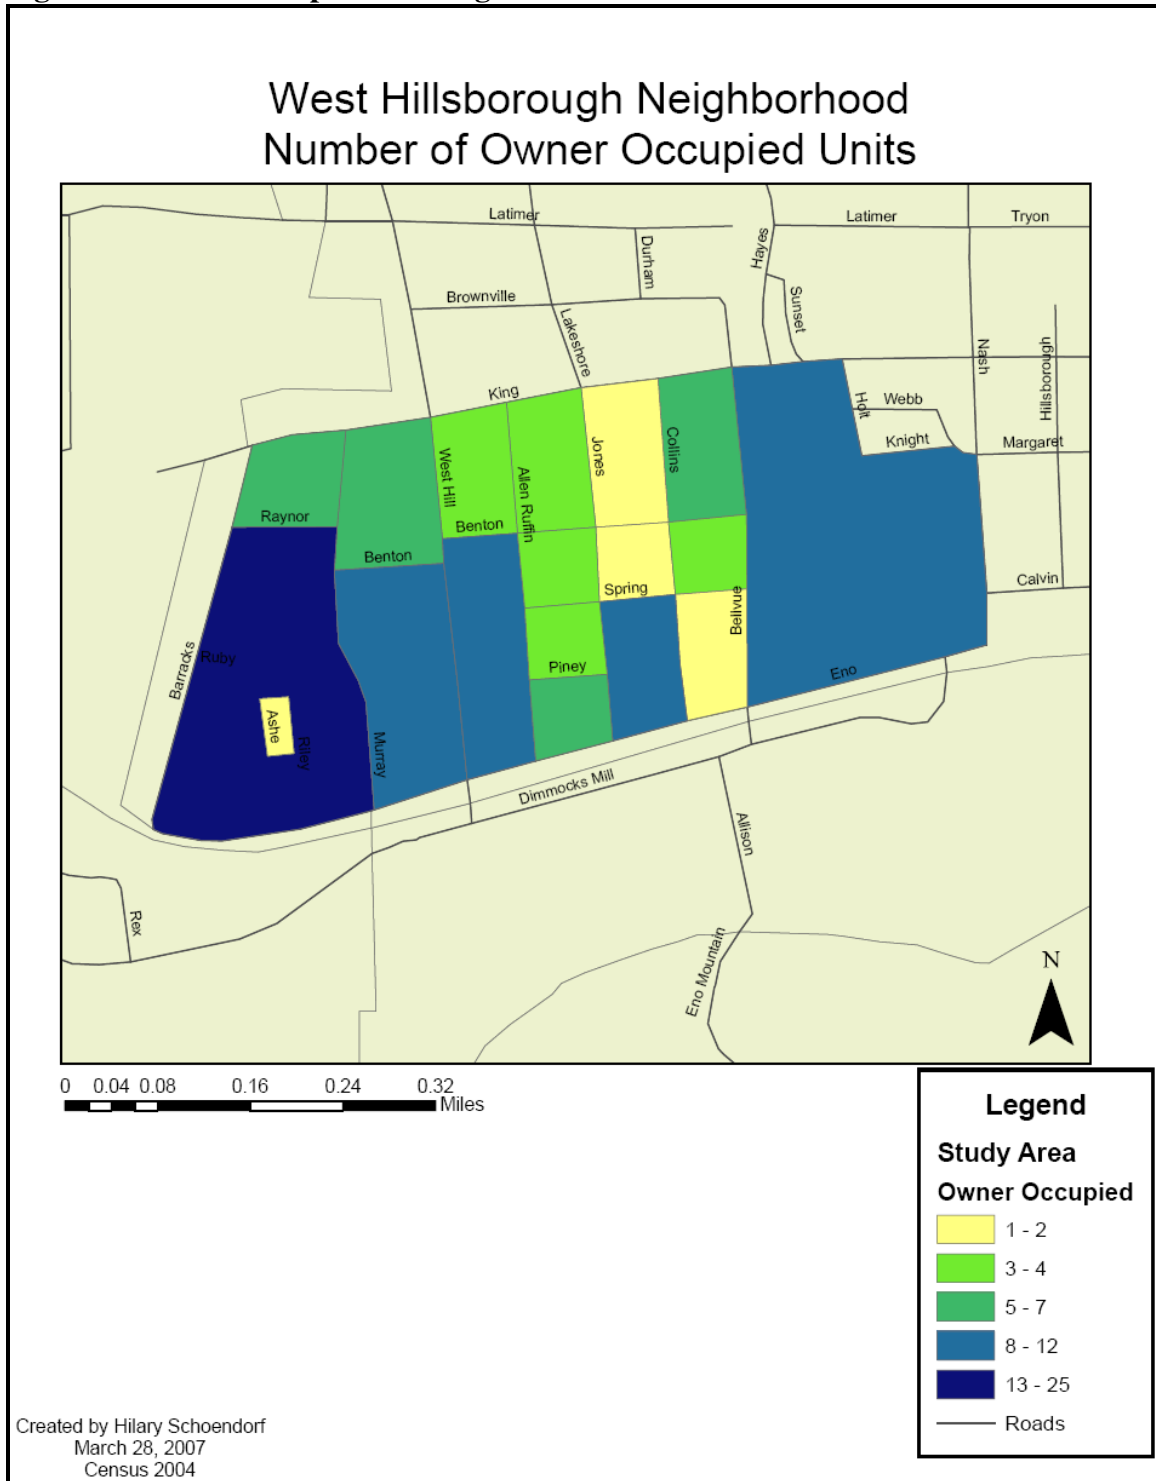 West Hillsborough Neighborhood
Number of Owner Occupied Units
Latimer
Latimer
Tryon
Durham
Hayes
Brownville
Sunset
Lakeshore
Nash
Hillsborough
King
Holt
Webb
Knight
Margaret
Jones
Collins
West Hill
Allen Ruffin
Raynor
Benton
Benton
Spring
Bellvue
Calvin
Barracks
Ruby
Piney
Eno
Ashe
Riley
Murray
Dimmocks Mill
Allison
Rex
Eno Mountain
N
0 0.04 0.08 0.16 0.24 0.32
Miles
Legend
Study Area
Owner Occupied
1 - 2
3 - 4
5 - 7
8 - 12
13 - 25
Roads
Created by Hilary Schoendorf
March 28, 2007
Census 2004